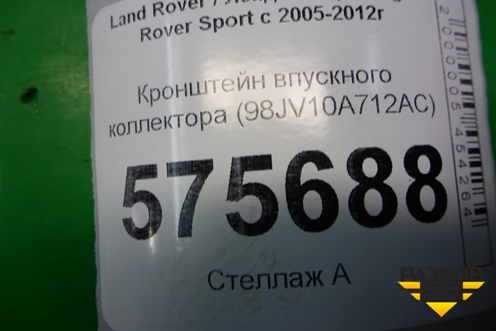 Land Rover /
Rover Sport с 2005-2012г
Кронштейн впускного
коллектора (98JV10A712AC)
575688
Стеллаж А
2000005454264